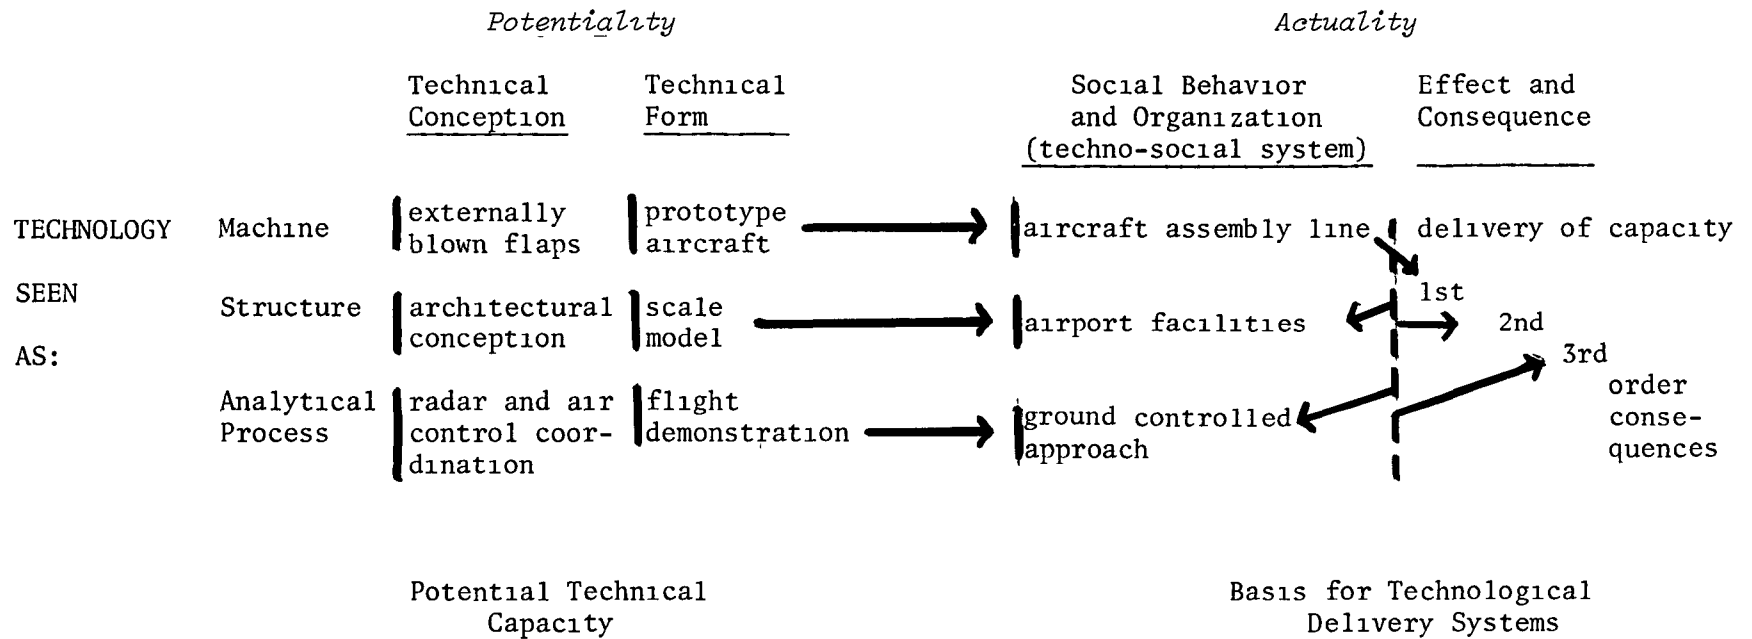 Potentiality Actuality
Technical Technical Social Behavior Effect and
Conception Form and Organization Consequence
(techno-social system)
TECHNOLOGY Machine externally prototype aircraft assembly line delivery of capacity
blown flaps aircraft
SEEN Structure architectural scale airport facilities 1st
conception model 2nd
AS: 3rd
Analytical radar and air flight ground controlled order
Process control coor- demonstration approach conse-
dination quences
Potential Technical Basis for Technological
Capacity Delivery Systems